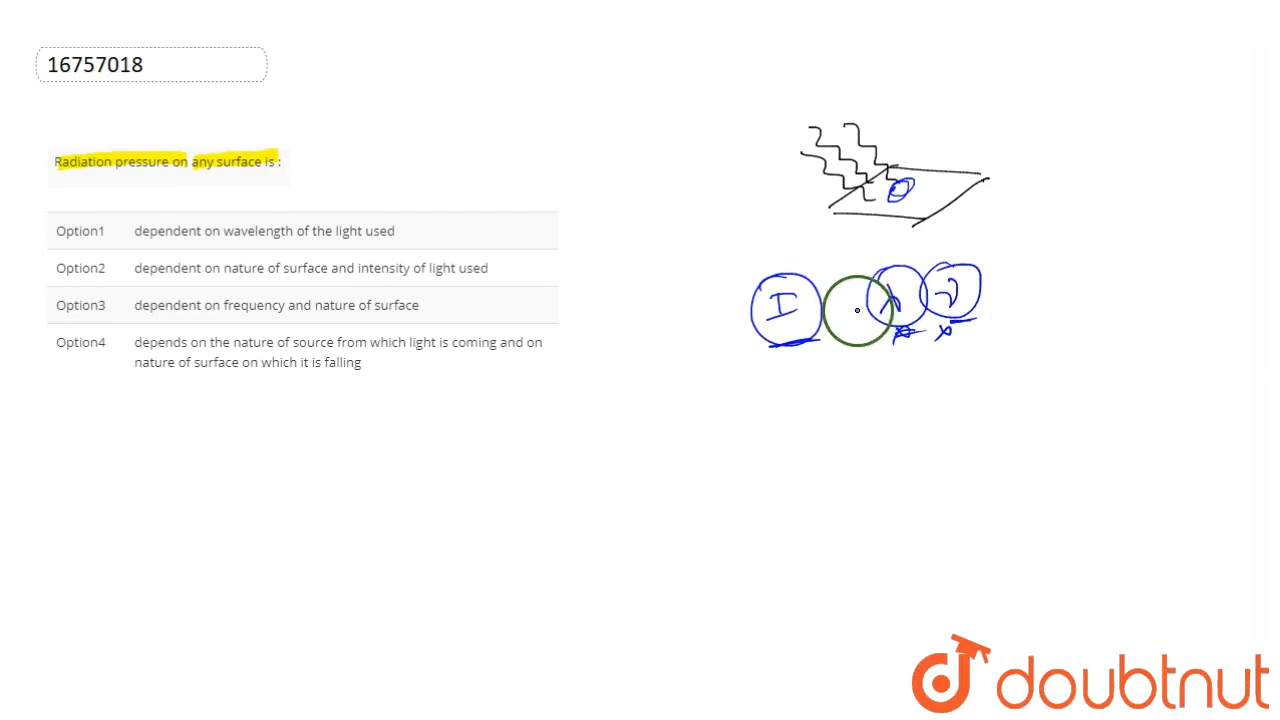 16757018
Radiation pressure on any surface is :
Option1 dependent on wavelength of the light used
Option2 dependent on nature of surface and intensity of light used
Option3 dependent on frequency and nature of surface
Option4 depends on the nature of source from which light is coming and on
nature of surface on which it is falling
I λ ν
x x
doubtnut